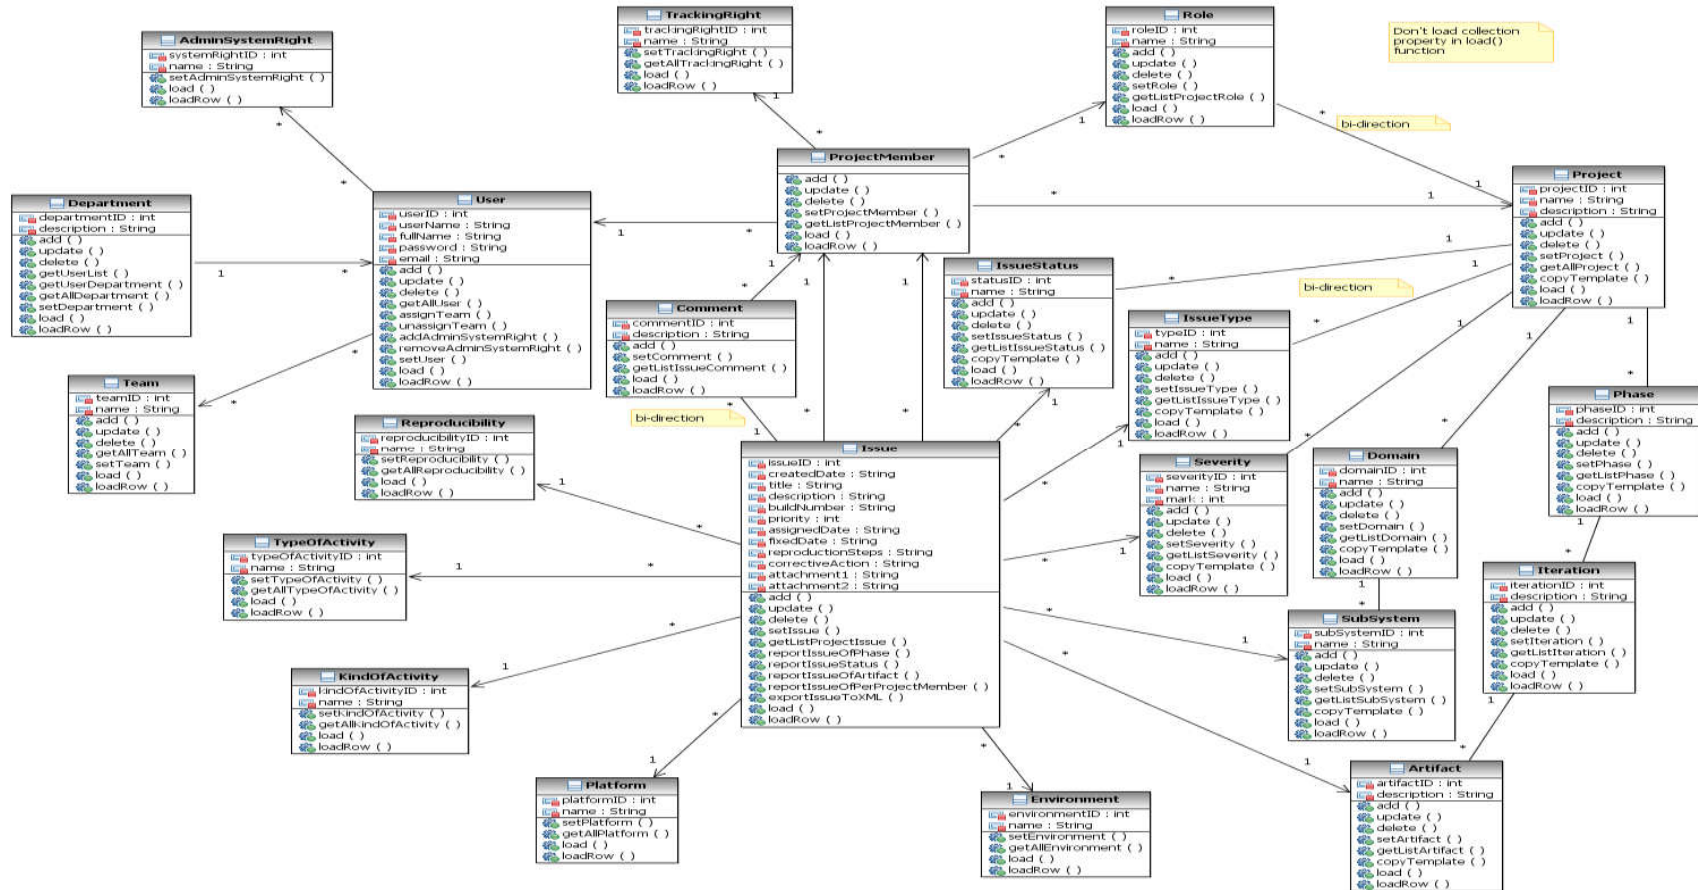 TrackingRight
trackingRightID : int
name : String
setTrackingRight ( )
getAllTrackingRight ( )
load ( )
loadRow ( )
Role
roleID : int
name : String
add ( )
update ( )
delete ( )
setRole ( )
getListProjectRole ( )
load ( )
loadRow ( )
Don't load collection
property in load()
function
AdminSystemRight
systemRightID : int
name : String
setAdminSystemRight ( )
load ( )
loadRow ( )
bi-direction
ProjectMember
add ( )
update ( )
delete ( )
setProjectMember ( )
getListProjectMember ( )
load ( )
loadRow ( )
Project
projectID : int
name : String
description : String
add ( )
update ( )
delete ( )
setProject ( )
getAllProject ( )
copyTemplate ( )
load ( )
loadRow ( )
Department
departmentID : int
description : String
add ( )
update ( )
delete ( )
getUserList ( )
getUserDepartment ( )
getAllDepartment ( )
setDepartment ( )
load ( )
loadRow ( )
User
userID : int
userName : String
fullName : String
password : String
email : String
add ( )
update ( )
delete ( )
getAllUser ( )
assignTeam ( )
unassignTeam ( )
addAdminSystemRight ( )
removeAdminSystemRight ( )
setUser ( )
load ( )
loadRow ( )
IssueStatus
statusID : int
name : String
add ( )
update ( )
delete ( )
setIssueStatus ( )
getListIssueStatus ( )
copyTemplate ( )
load ( )
loadRow ( )
bi-direction
Comment
commentID : int
description : String
add ( )
setComment ( )
getListIssueComment ( )
load ( )
loadRow ( )
IssueType
typeID : int
name : String
add ( )
update ( )
delete ( )
setIssueType ( )
getListIssueType ( )
copyTemplate ( )
load ( )
loadRow ( )
Team
teamID : int
name : String
add ( )
update ( )
delete ( )
getAllTeam ( )
setTeam ( )
load ( )
loadRow ( )
bi-direction
Reproducibility
reproducibilityID : int
name : String
setReproducibility ( )
getAllReproducibility ( )
load ( )
loadRow ( )
Phase
phaseID : int
description : String
add ( )
update ( )
delete ( )
setPhase ( )
getListPhase ( )
copyTemplate ( )
load ( )
loadRow ( )
Issue
issueID : int
createdDate : String
title : String
description : String
buildNumber : String
priority : int
assignedDate : String
fixedDate : String
reproductionSteps : String
correctiveAction : String
attachment1 : String
attachment2 : String
add ( )
update ( )
delete ( )
setIssue ( )
getListProjectIssue ( )
reportIssueOfPhase ( )
reportIssueStatus ( )
reportIssueOfArtifact ( )
reportIssueOfPerProjectMember ( )
exportIssueToXML ( )
load ( )
loadRow ( )
Severity
severityID : int
name : String
mark : int
add ( )
update ( )
delete ( )
setSeverity ( )
getListSeverity ( )
copyTemplate ( )
load ( )
loadRow ( )
Domain
domainID : int
name : String
add ( )
update ( )
delete ( )
setDomain ( )
getListDomain ( )
copyTemplate ( )
load ( )
loadRow ( )
TypeOfActivity
typeOfActivityID : int
name : String
setTypeOfActivity ( )
getAllTypeOfActivity ( )
load ( )
loadRow ( )
Iteration
iterationID : int
description : String
add ( )
update ( )
delete ( )
setIteration ( )
getListIteration ( )
copyTemplate ( )
load ( )
loadRow ( )
SubSystem
subSystemID : int
name : String
add ( )
update ( )
delete ( )
setSubSystem ( )
getListSubSystem ( )
copyTemplate ( )
load ( )
loadRow ( )
KindOfActivity
kindOfActivityID : int
name : String
setKindOfActivity ( )
getAllKindOfActivity ( )
load ( )
loadRow ( )
Platform
platformID : int
name : String
setPlatform ( )
getAllPlatform ( )
load ( )
loadRow ( )
Environment
environmentID : int
name : String
setEnvironment ( )
getAllEnvironment ( )
load ( )
loadRow ( )
Artifact
artifactID : int
description : String
add ( )
update ( )
delete ( )
setArtifact ( )
getListArtifact ( )
copyTemplate ( )
load ( )
loadRow ( )